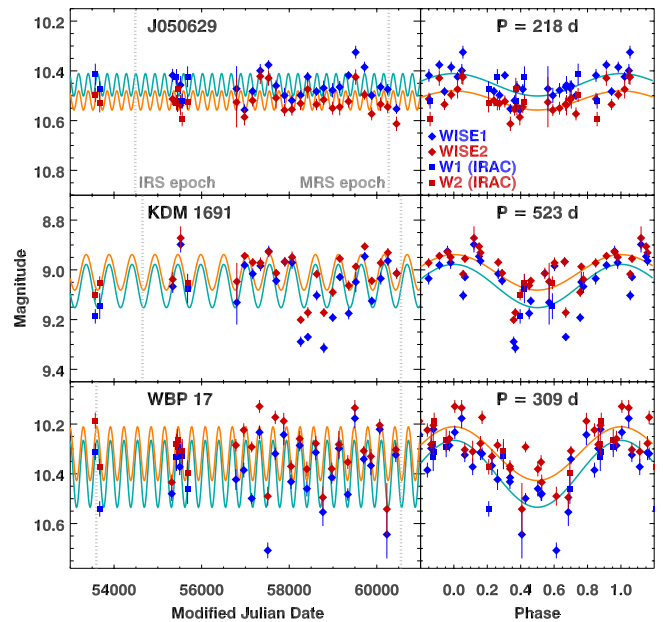 J050629
P = 218 d
10.2
10.4
10.6
10.8
IRS epoch
MRS epoch
WISE1
WISE2
W1 (IRAC)
W2 (IRAC)
KDM 1691
P = 523 d
8.8
9.0
9.2
9.4
Magnitude
WBP 17
P = 309 d
10.2
10.4
10.6
54000
56000
58000
60000
0.0
0.2
0.4
0.6
0.8
1.0
Modified Julian Date
Phase